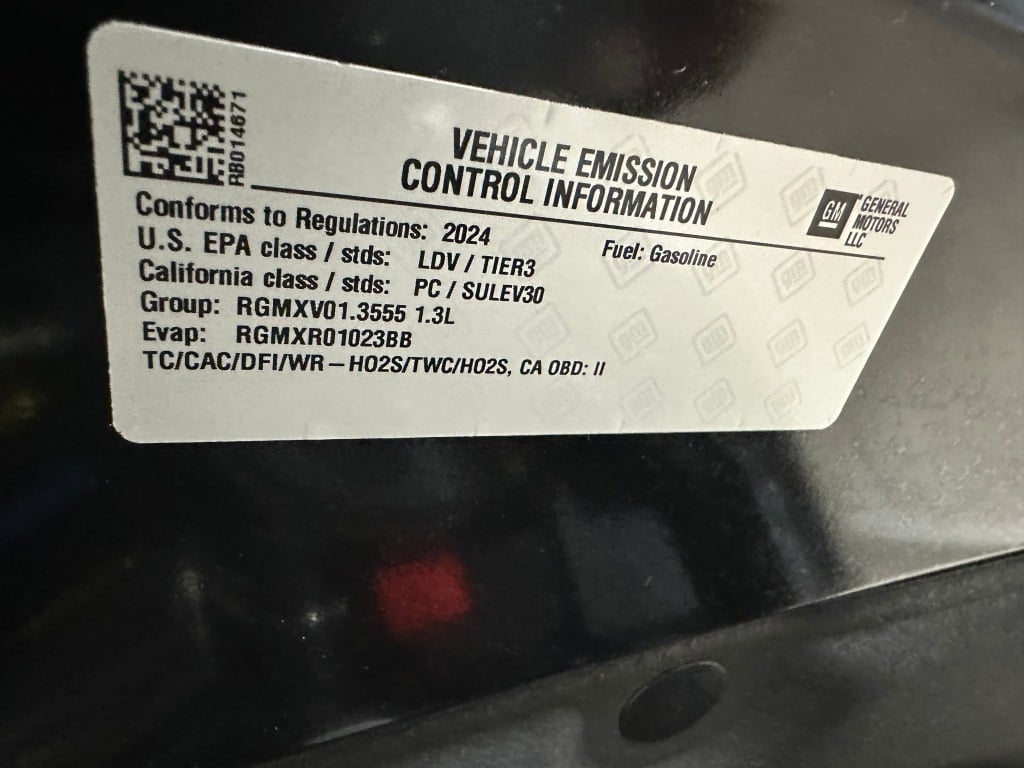 RB014671
VEHICLE EMISSION
CONTROL INFORMATION
GM
GENERAL
MOTORS
LLC
Conforms to Regulations: 2024
Fuel: Gasoline
U.S. EPA class / stds: LDV / TIER3
California class / stds: PC / SULEV30
Group: RGMXV01.3555 1.3L
Evap: RGMXR01023BB
TC/CAC/DFI/WR–HO2S/TWC/HO2S, CA OBD: II